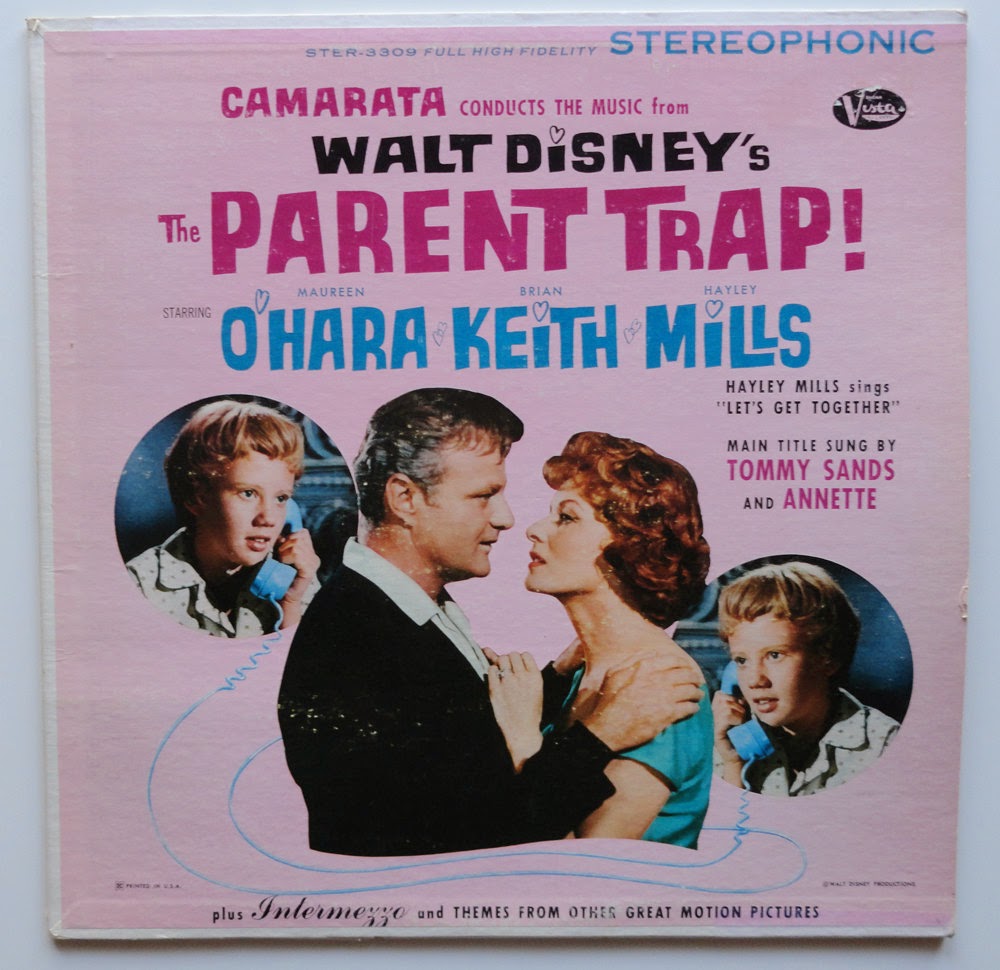 STER-3309 FULL HIGH FIDELITY STEREOPHONIC
CAMARATA CONDUCTS THE MUSIC from
Vista
WALT DISNEY'S
The PARENT TRAP!
MAUREEN BRIAN HAYLEY
STARRING O'HARA KEITH MILLS
HAYLEY MILLS sings
"LET'S GET TOGETHER"
MAIN TITLE SUNG BY
TOMMY SANDS
AND ANNETTE
PRINTED IN U.S.A.
©WALT DISNEY PRODUCTIONS
plus Intermezzo and THEMES FROM OTHER GREAT MOTION PICTURES